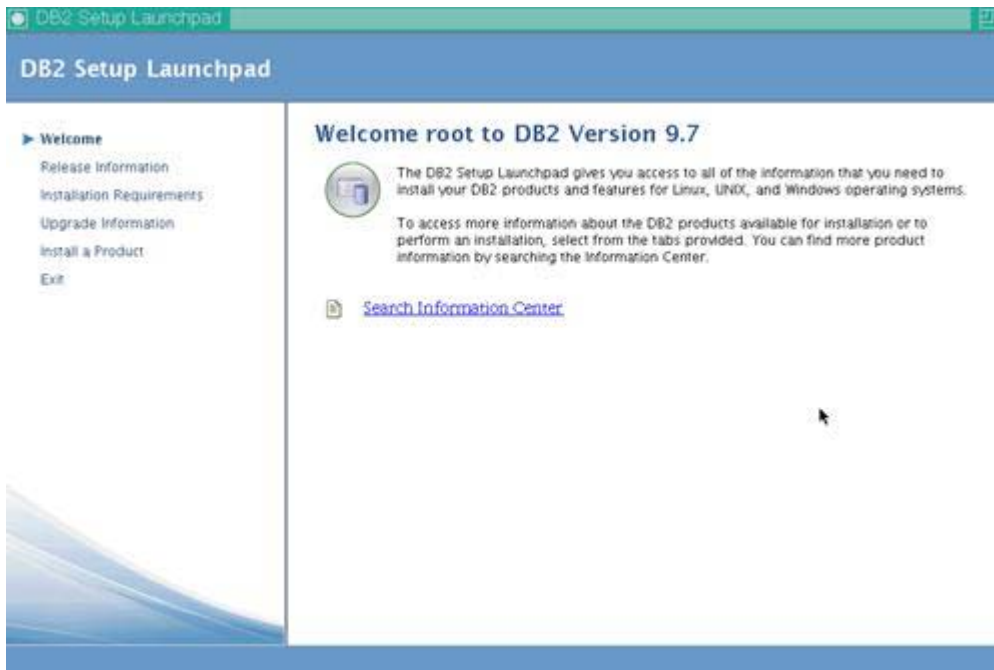 DB2 Setup Launchpad
DB2 Setup Launchpad
Welcome
Release Information
Installation Requirements
Upgrade Information
Install a Product
Exit
Welcome root to DB2 Version 9.7
The DB2 Setup Launchpad gives you access to all of the information that you need to
install your DB2 products and features for Linux, UNIX, and Windows operating systems.
To access more information about the DB2 products available for installation or to
perform an installation, select from the tabs provided. You can find more product
information by searching the Information Center.
Search Information Center